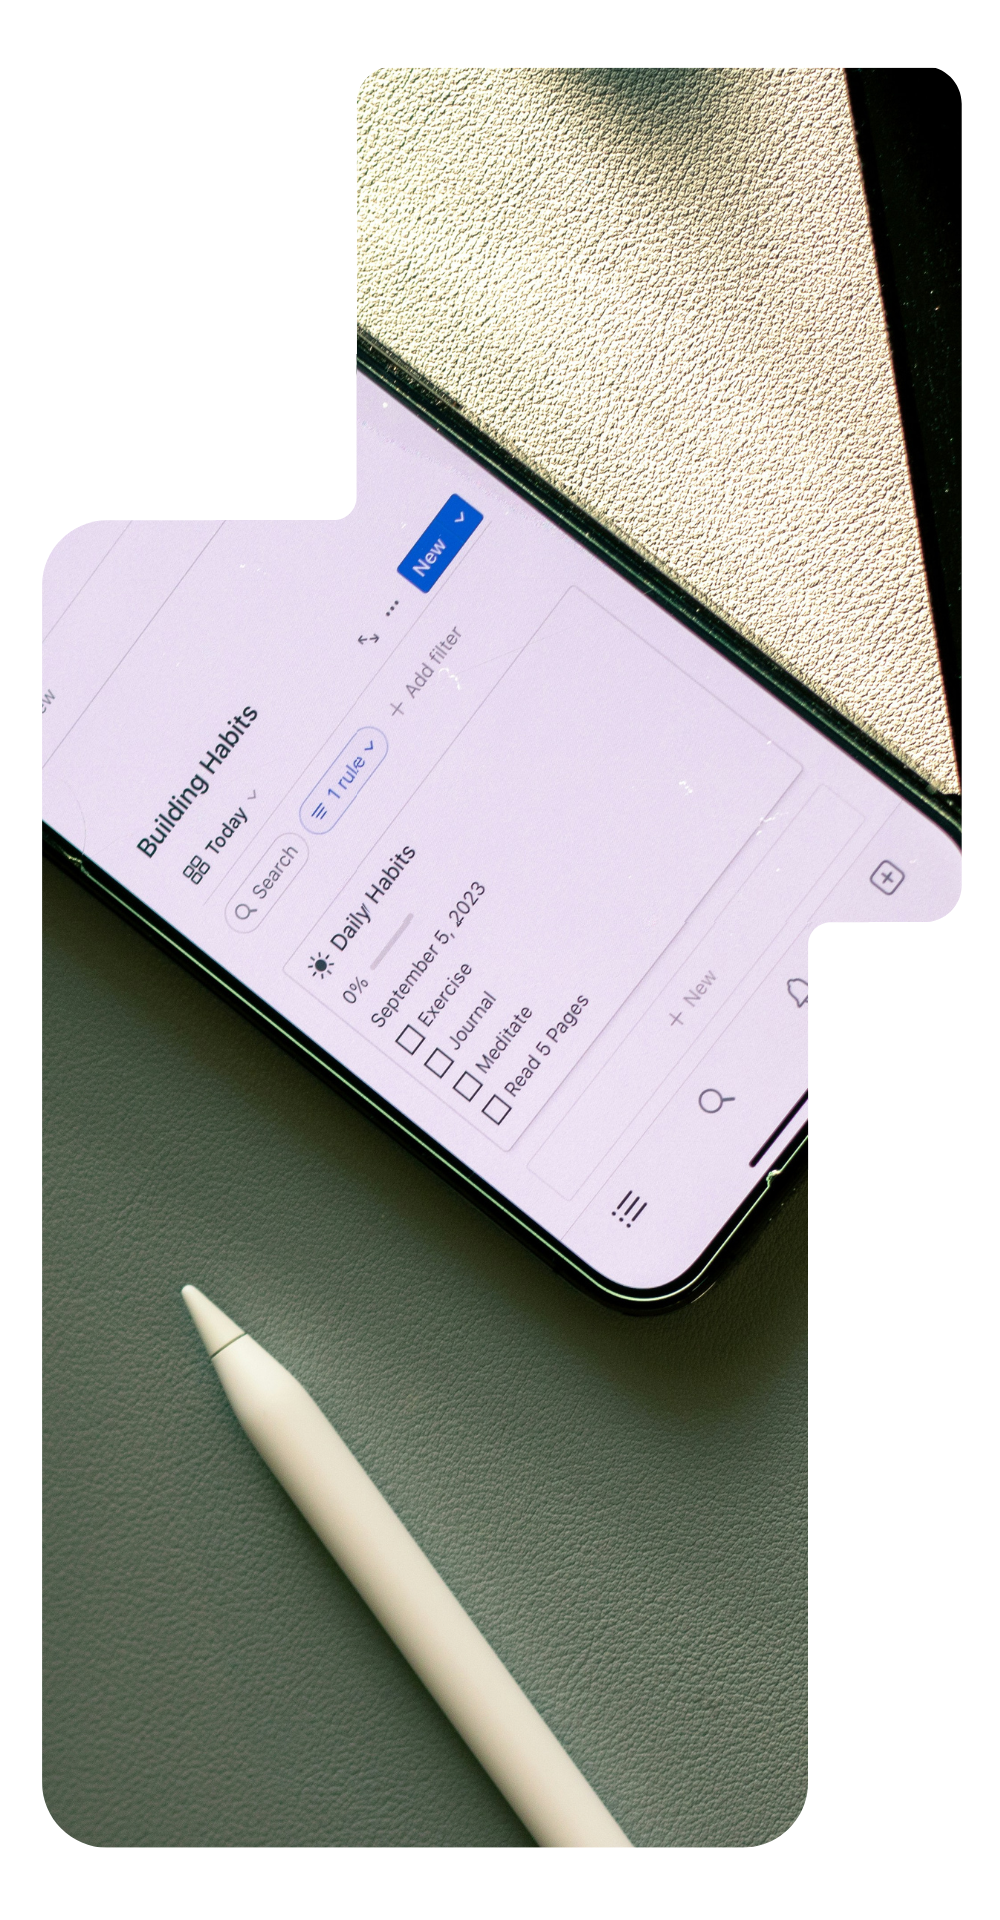 New
Building Habits
Today
Search
1 rule
+ Add filter
Daily Habits
0%
September 5, 2023
Exercise
Journal
Meditate
Read 5 Pages
+ New